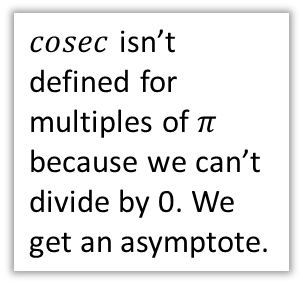 𝑐𝑜𝑠𝑒𝑐 isn’t
defined for
multiples of 𝜋
because we can’t
divide by 0. We
get an asymptote.